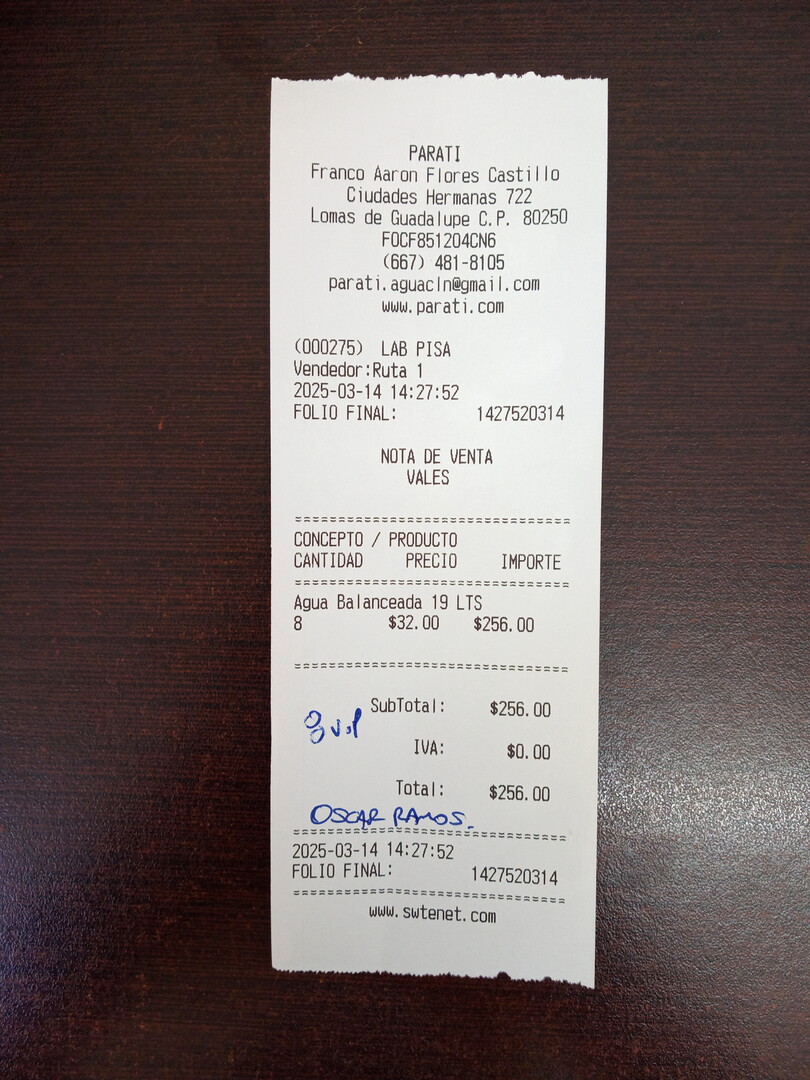 PARATI
Franco Aaron Flores Castillo
Ciudades Hermanas 722
Lomas de Guadalupe C.P. 80250
FOCF851204CN6
(667) 481-8105
parati.aguacln@gmail.com
www.parati.com
(000275) LAB PISA
Vendedor:Ruta 1
2025-03-14 14:27:52
FOLIO FINAL: 1427520314
NOTA DE VENTA
VALES
================================
CONCEPTO / PRODUCTO
CANTIDAD PRECIO IMPORTE
================================
Agua Balanceada 19 LTS
8 $32.00 $256.00
================================
SubTotal: $256.00
8
IVA: $0.00
Total: $256.00
OSCAR RAMOS.
================================
2025-03-14 14:27:52
FOLIO FINAL: 1427520314
================================
www.swtenet.com